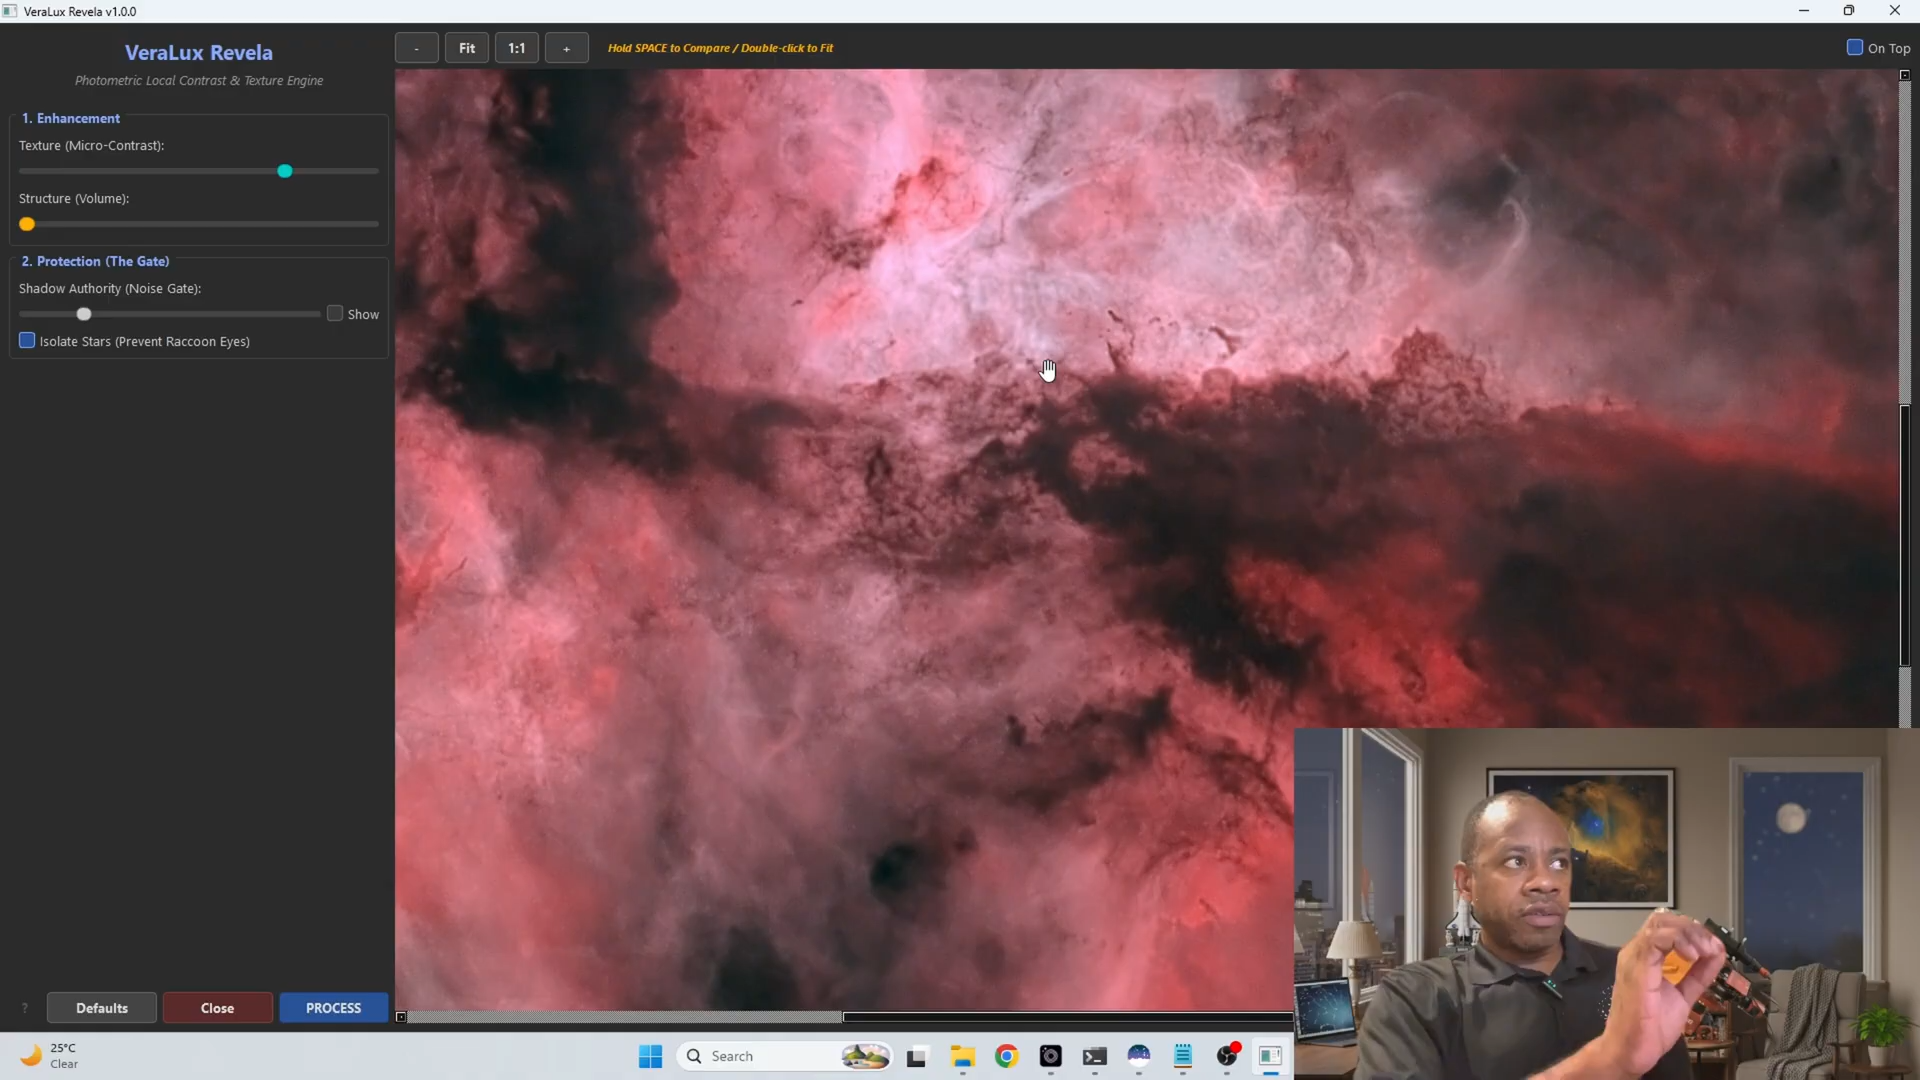 VeraLux Revela v1.0.0
VeraLux Revela
Photometric Local Contrast & Texture Engine
- Fit 1:1 + Hold SPACE to Compare / Double-click to Fit
On Top
1. Enhancement
Texture (Micro-Contrast):
Structure (Volume):
2. Protection (The Gate)
Shadow Authority (Noise Gate):
Show
Isolate Stars (Prevent Raccoon Eyes)
? Defaults Close PROCESS
25°C
Clear
Search